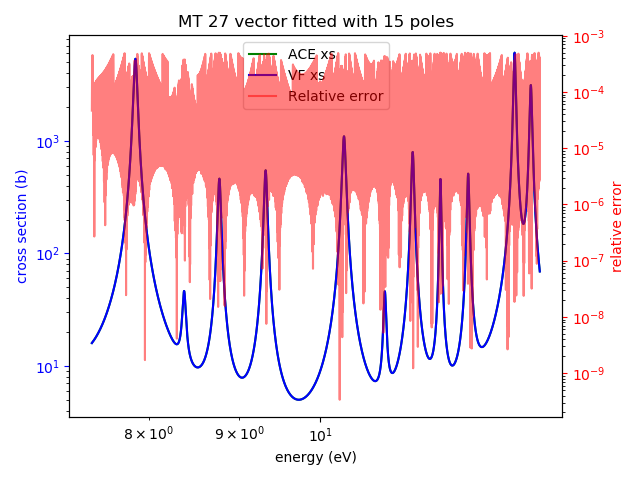 MT 27 vector fitted with 15 poles
ACE xs
VF xs
Relative error
cross section (b)
10³
10²
10¹
10⁻³
10⁻⁴
10⁻⁵
10⁻⁶
10⁻⁷
10⁻⁸
10⁻⁹
relative error
8 × 10⁰
9 × 10⁰
10¹
energy (eV)